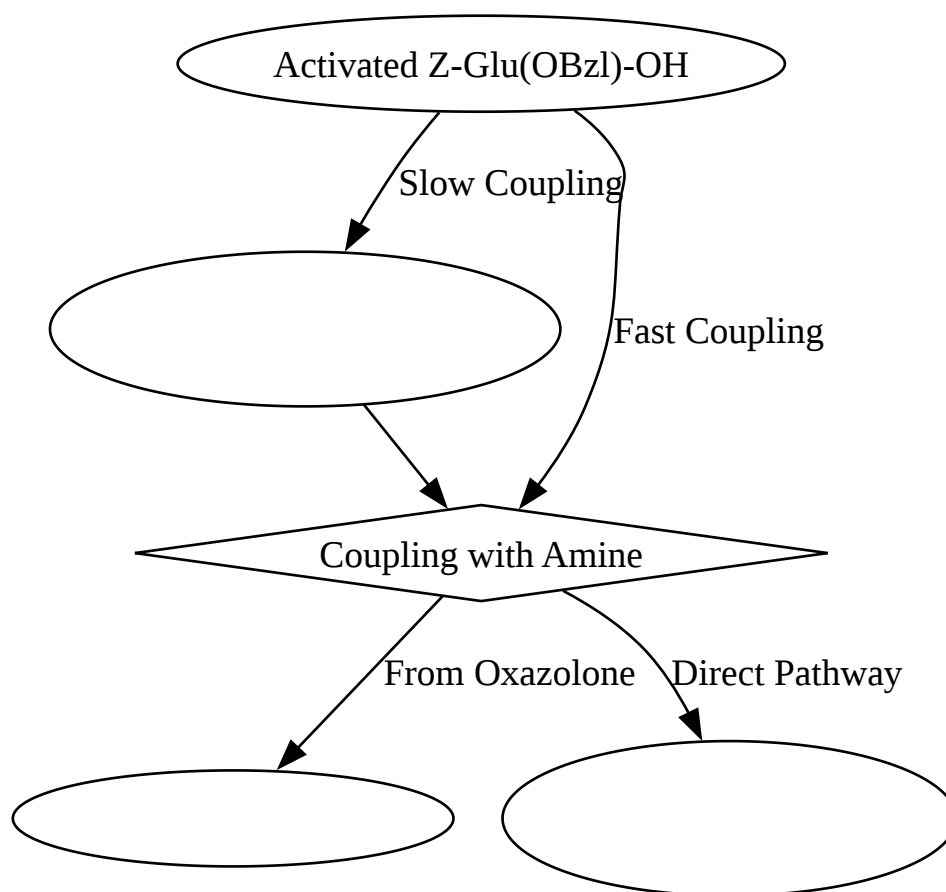 Activated Z-Glu(OBzl)-OH
Slow Coupling
Fast Coupling
Coupling with Amine
From Oxazolone
Direct Pathway